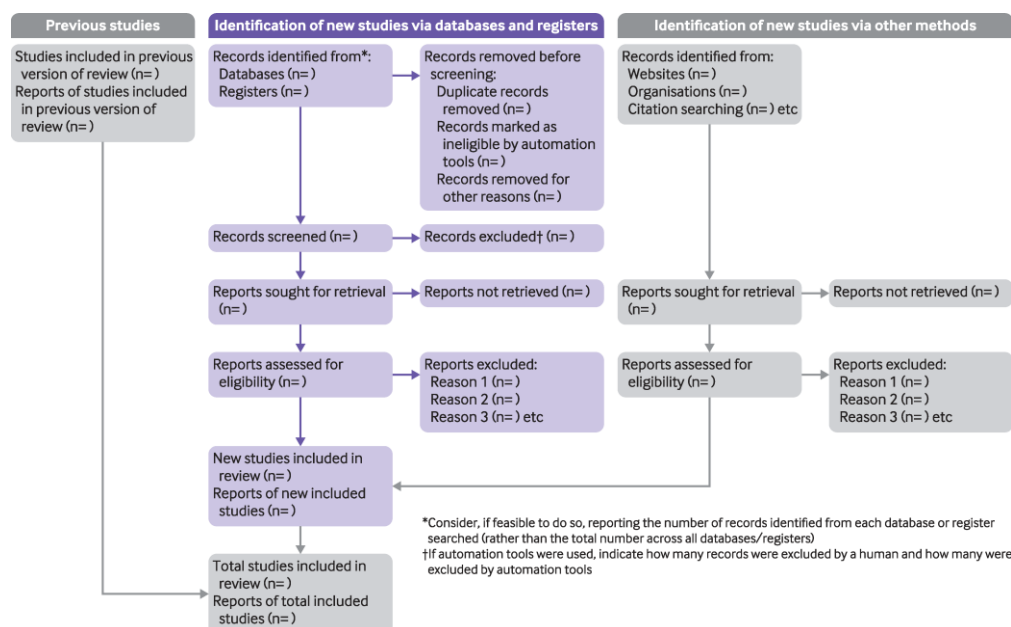 Previous studies
Identification of new studies via databases and registers
Identification of new studies via other methods
Studies included in previous
version of review (n= )
Reports of studies included
in previous version of
review (n= )
Records identified from*:
Databases (n= )
Registers (n= )
Records removed before
screening:
Duplicate records
removed (n= )
Records marked as
ineligible by automation
tools (n= )
Records removed for
other reasons (n= )
Records identified from:
Websites (n= )
Organisations (n= )
Citation searching (n= ) etc
Records screened (n= )
Records excluded† (n= )
Reports sought for retrieval
(n= )
Reports not retrieved (n= )
Reports sought for retrieval
(n= )
Reports not retrieved (n= )
Reports assessed for
eligibility (n= )
Reports excluded:
Reason 1 (n= )
Reason 2 (n= )
Reason 3 (n= ) etc
Reports assessed for
eligibility (n= )
Reports excluded:
Reason 1 (n= )
Reason 2 (n= )
Reason 3 (n= ) etc
New studies included in
review (n= )
Reports of new included
studies (n= )
*Consider, if feasible to do so, reporting the number of records identified from each database or register
searched (rather than the total number across all databases/registers)
†If automation tools were used, indicate how many records were excluded by a human and how many were
excluded by automation tools
Total studies included in
review (n= )
Reports of total included
studies (n= )